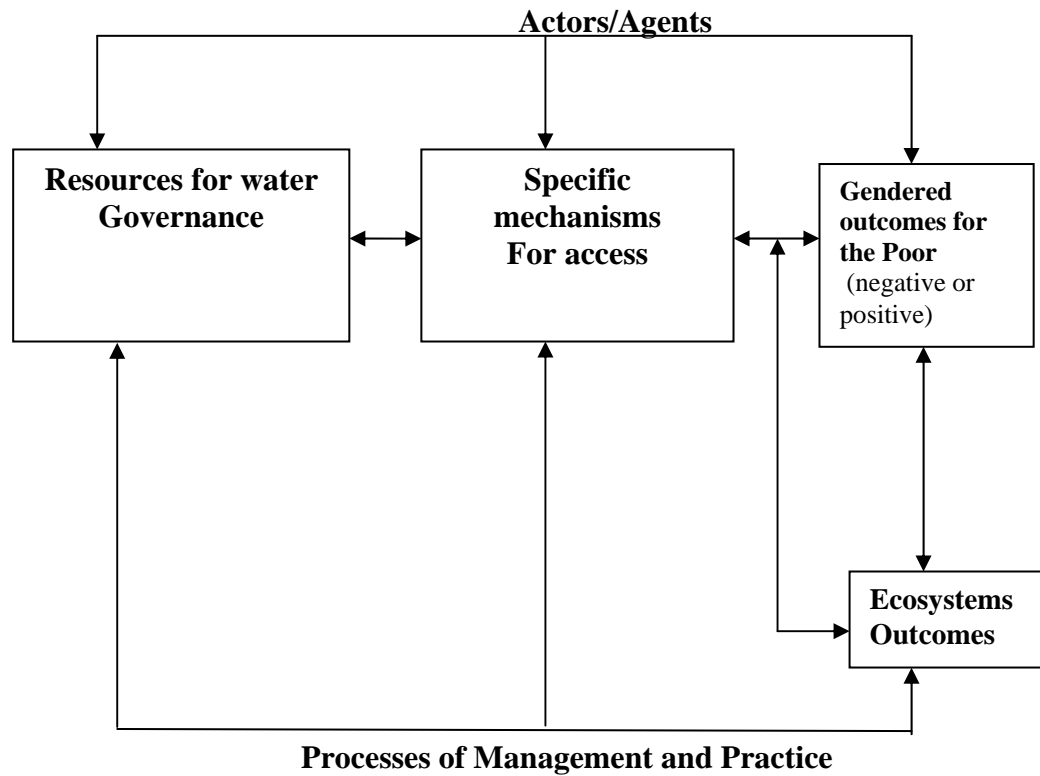 Actors/Agents
Resources for water
Governance
Specific
mechanisms
For access
Gendered
outcomes for
the Poor
(negative or
positive)
Ecosystems
Outcomes
Processes of Management and Practice